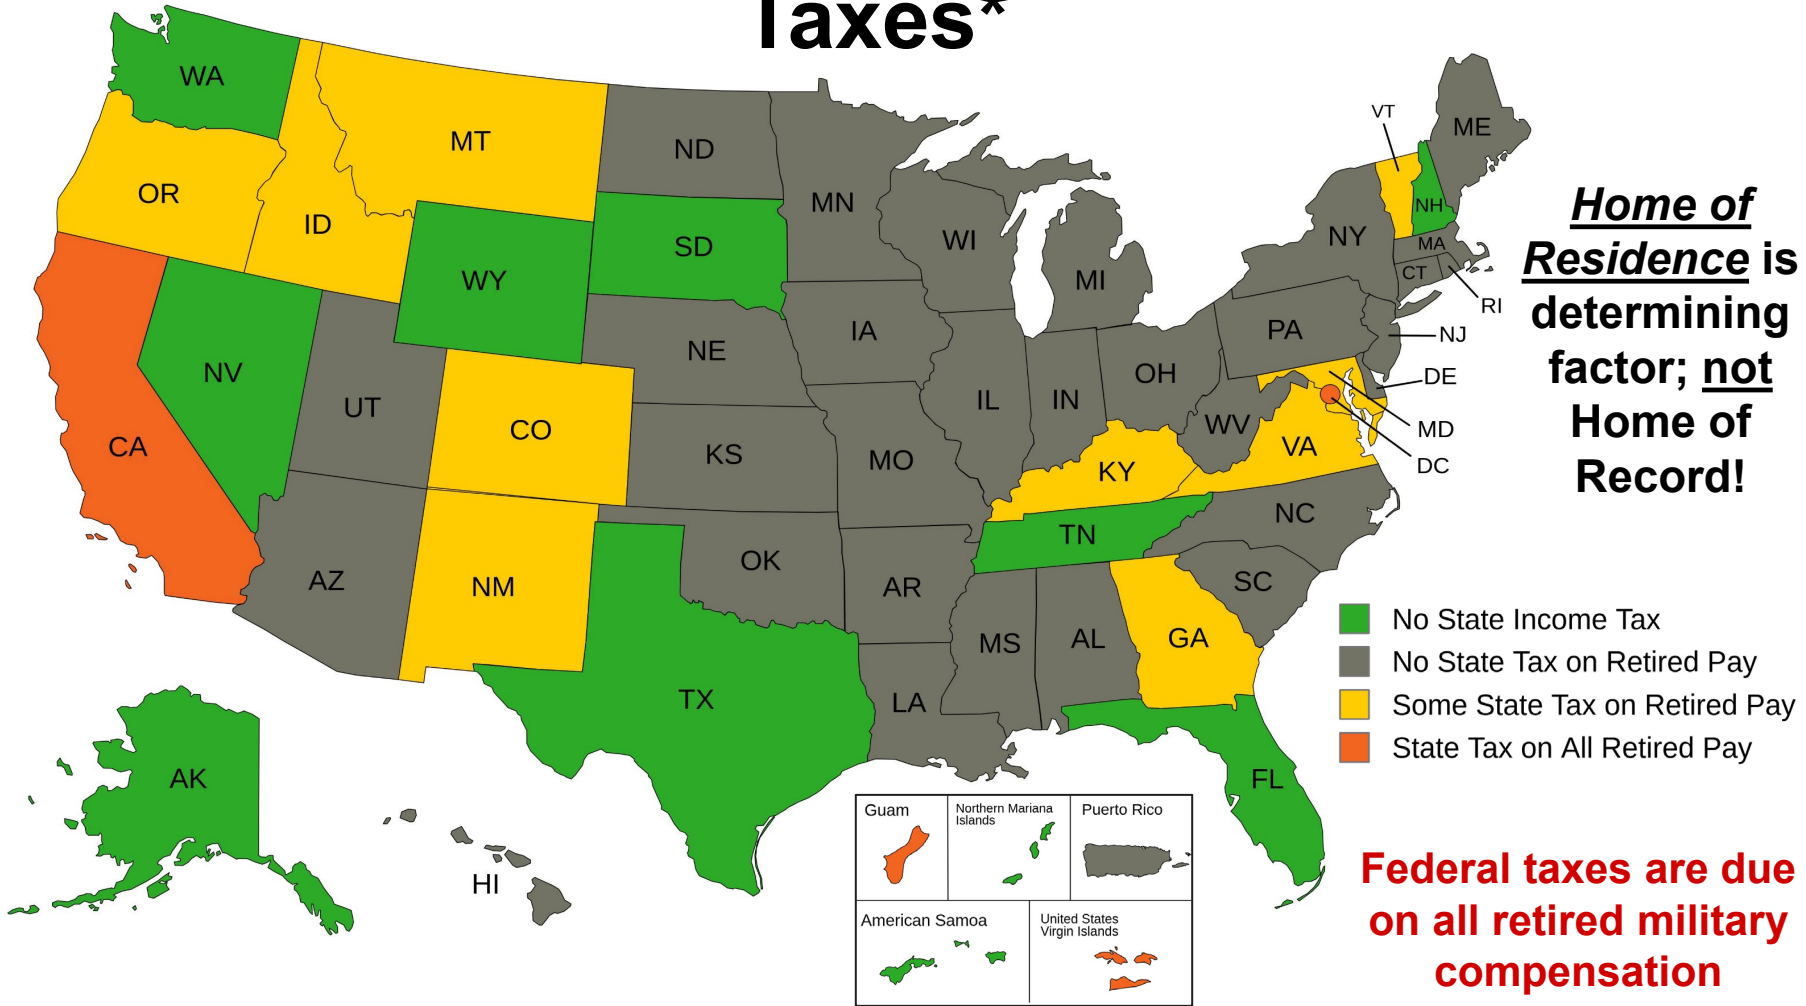 Taxes*
WA
MT
ND
MN
VT
ME
OR
ID
SD
WI
NY
NH
MA
WY
MI
CT
RI
IA
PA
NJ
NE
NV
UT
CO
IL
IN
OH
DE
MD
CA
KS
MO
WV
VA
DC
KY
NC
TN
AZ
NM
OK
AR
SC
MS
AL
GA
TX
LA
AK
FL
HI
Home of
Residence is
determining
factor; not
Home of
Record!
No State Income Tax
No State Tax on Retired Pay
Some State Tax on Retired Pay
State Tax on All Retired Pay
Guam
Northern Mariana
Islands
Puerto Rico
American Samoa
United States
Virgin Islands
Federal taxes are due
on all retired military
compensation